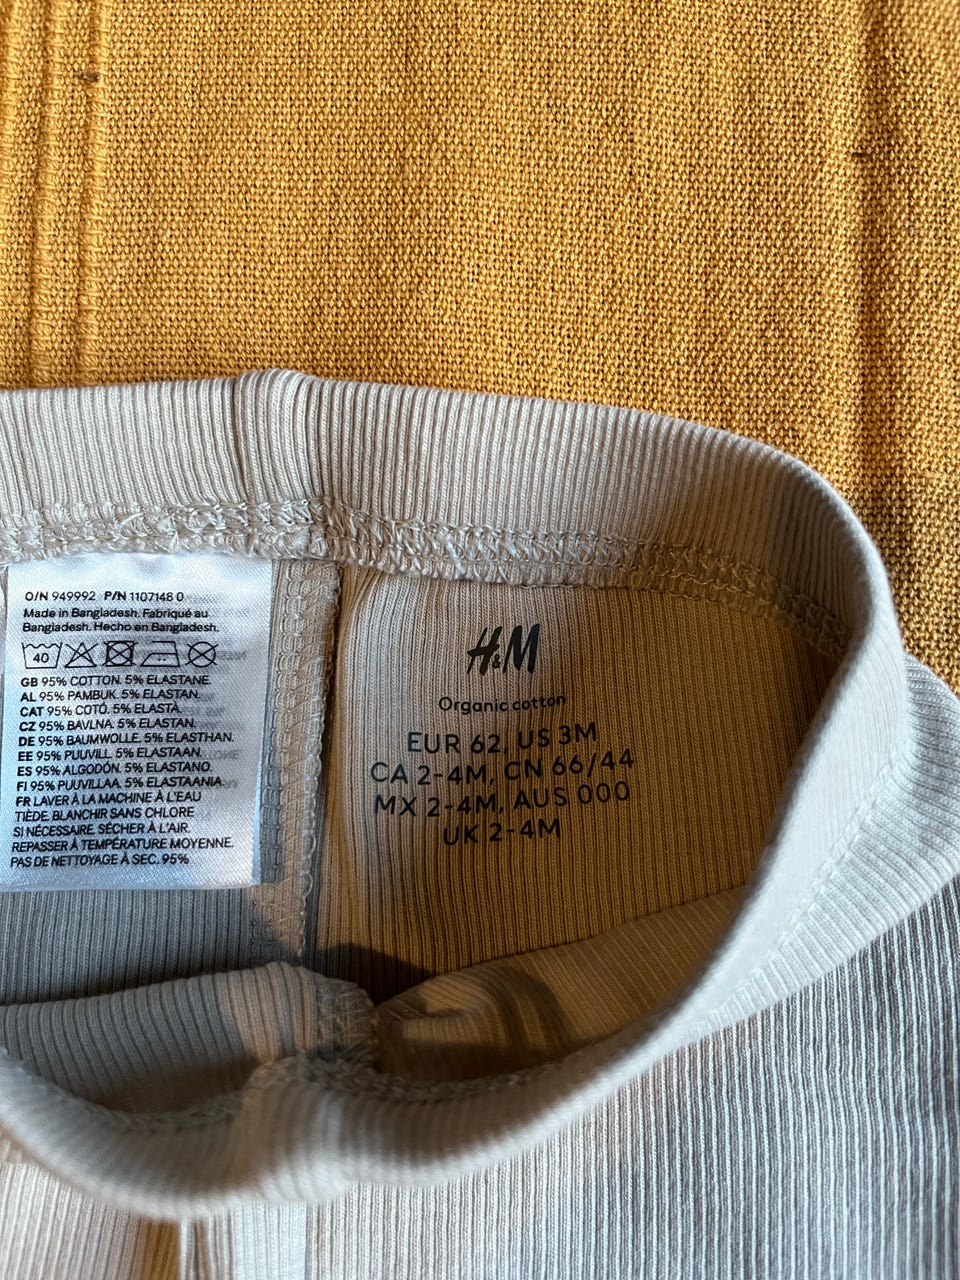 O/N 949992 P/N 1107148 0
Made in Bangladesh. Fabriqué au
Bangladesh. Hecho en Bangladesh.
40
GB 95% COTTON. 5% ELASTANE.
AL 95% PAMBUK. 5% ELASTAN.
CAT 95% COTÓ. 5% ELASTÀ.
CZ 95% BAVLNA. 5% ELASTAN.
DE 95% BAUMWOLLE. 5% ELASTHAN.
EE 95% PUUVILL. 5% ELASTAAN.
ES 95% ALGODÓN. 5% ELASTANO.
FI 95% PUUVILLAA. 5% ELASTAANIA.
FR LAVER À LA MACHINE À L'EAU
TIÈDE. BLANCHIR SANS CHLORE
SI NÉCESSAIRE. SÉCHER À L'AIR.
REPASSER À TEMPÉRATURE MOYENNE.
PAS DE NETTOYAGE À SEC. 95%
H&M
Organic cotton
EUR 62, US 3M
CA 2-4M, CN 66/44
MX 2-4M, AUS 000
UK 2-4M